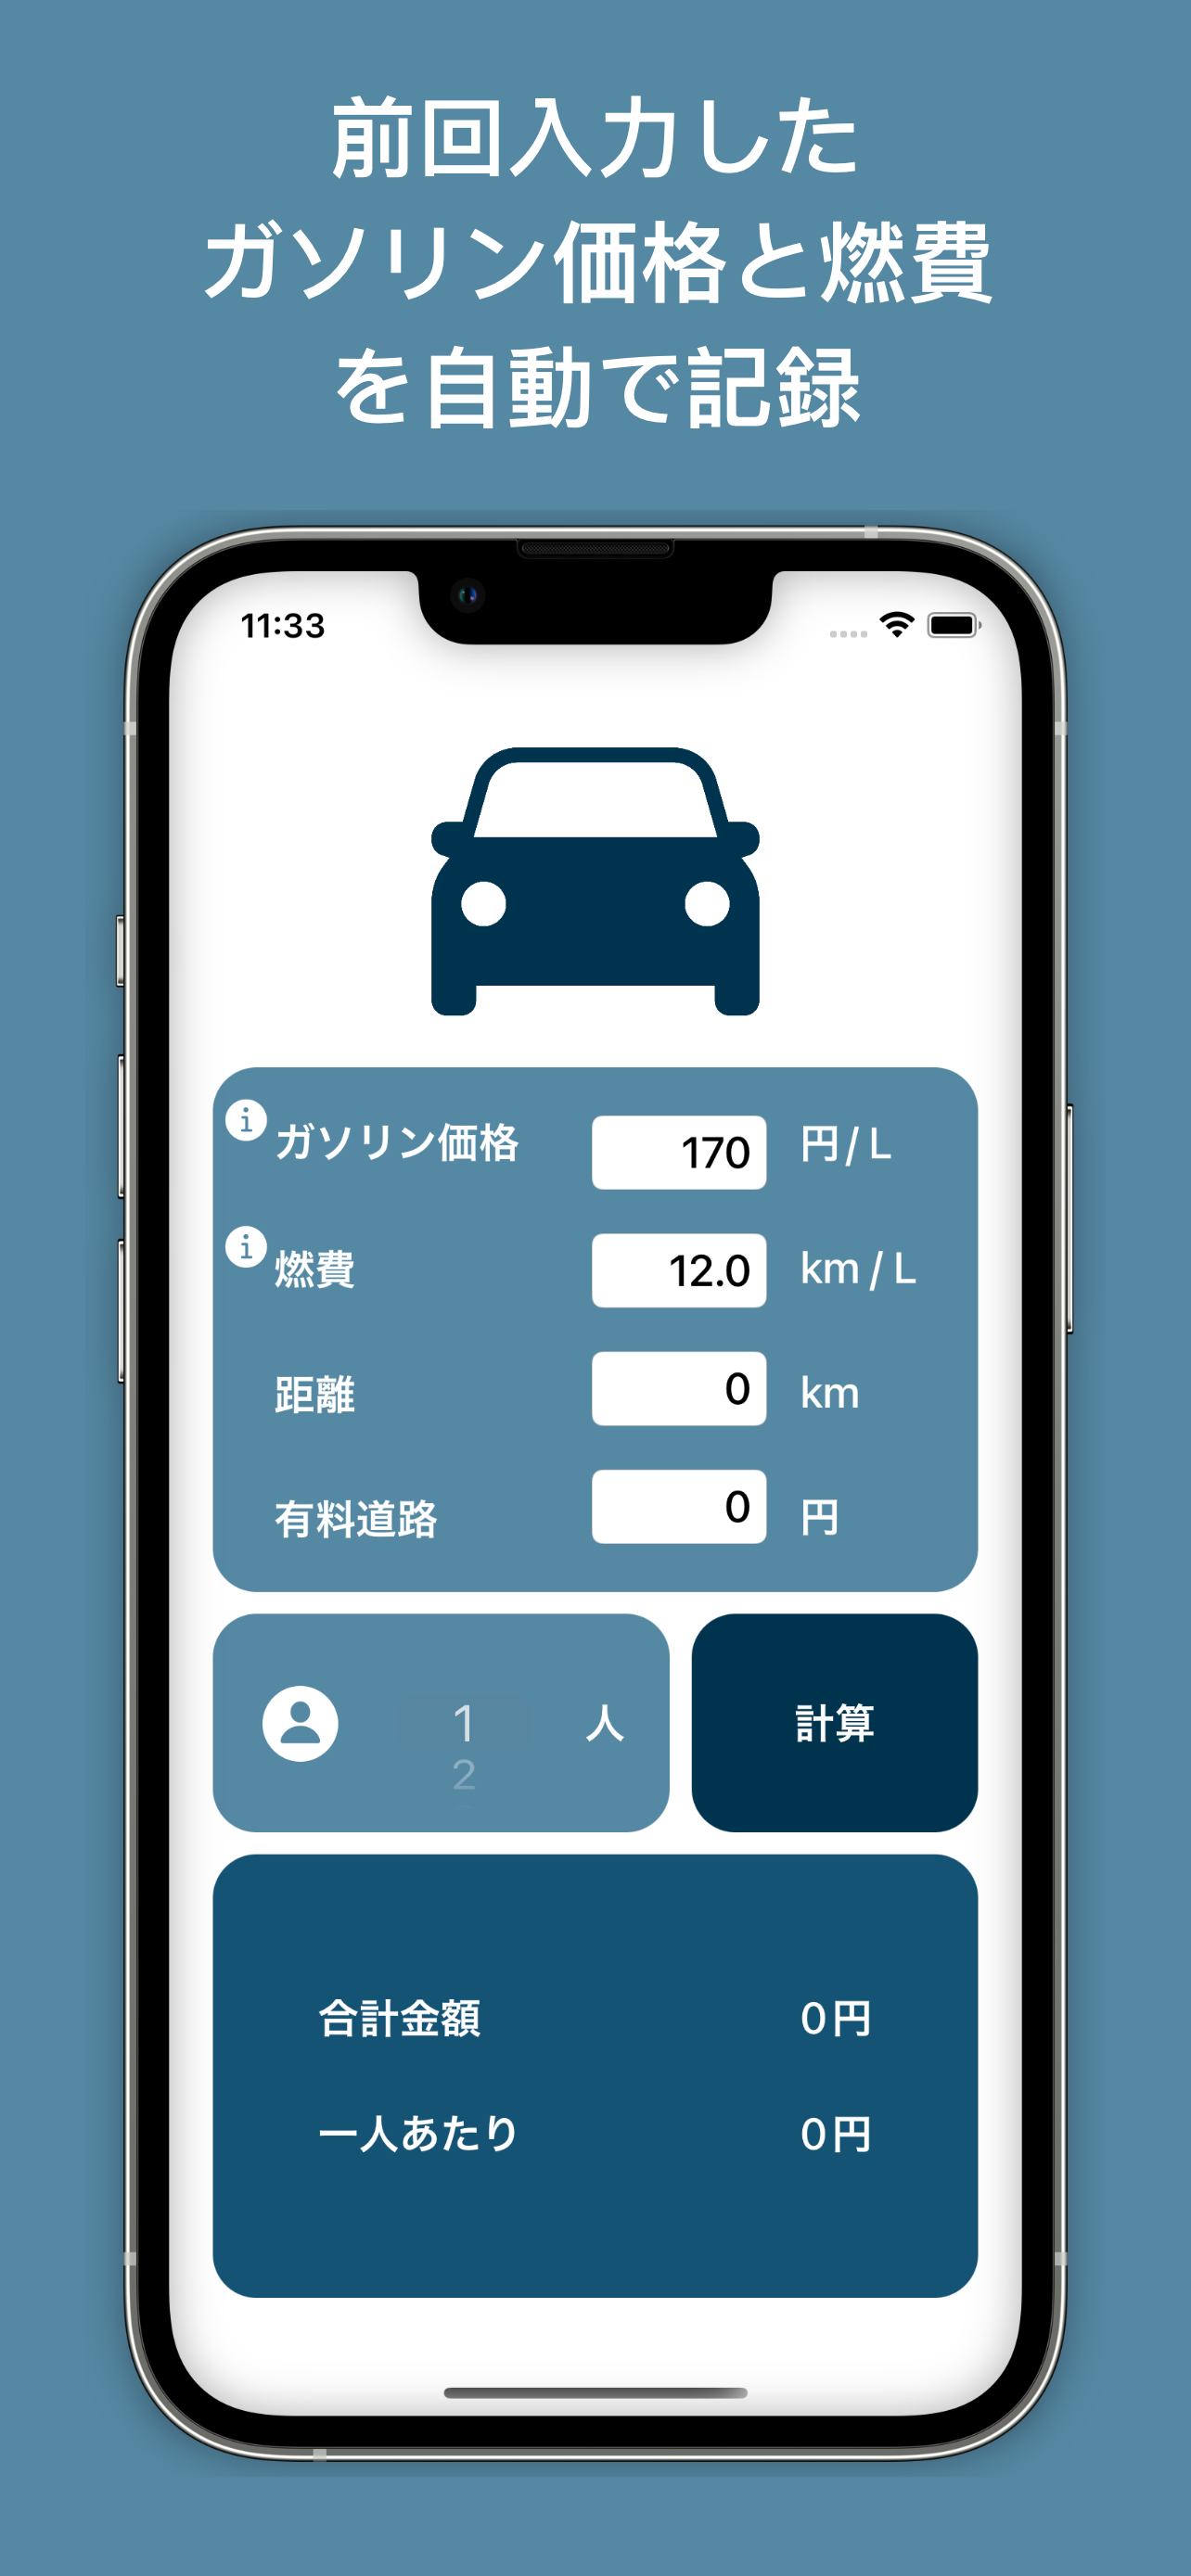 前回入力した
ガソリン価格と燃費
を自動で記録
11:33
ガソリン価格 170 円/L
燃費 12.0 km/L
距離 0 km
有料道路 0 円
1 人
2
計算
合計金額 0円
一人あたり 0円